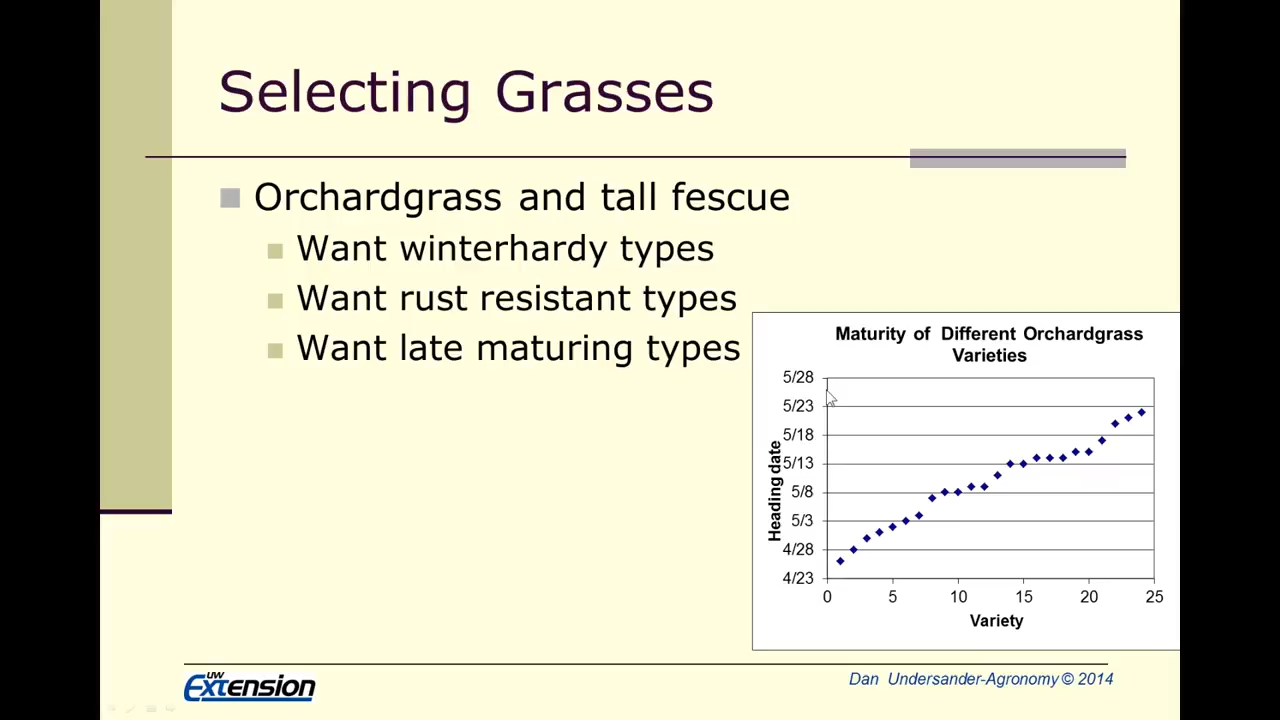 Selecting Grasses
Orchardgrass and tall fescue
Want winterhardy types
Want rust resistant types
Want late maturing types
Maturity of Different Orchardgrass
Varieties
Heading date
5/28
5/23
5/18
5/13
5/8
5/3
4/28
4/23
0 5 10 15 20 25
Variety
UW
Extension
Dan Undersander-Agronomy © 2014